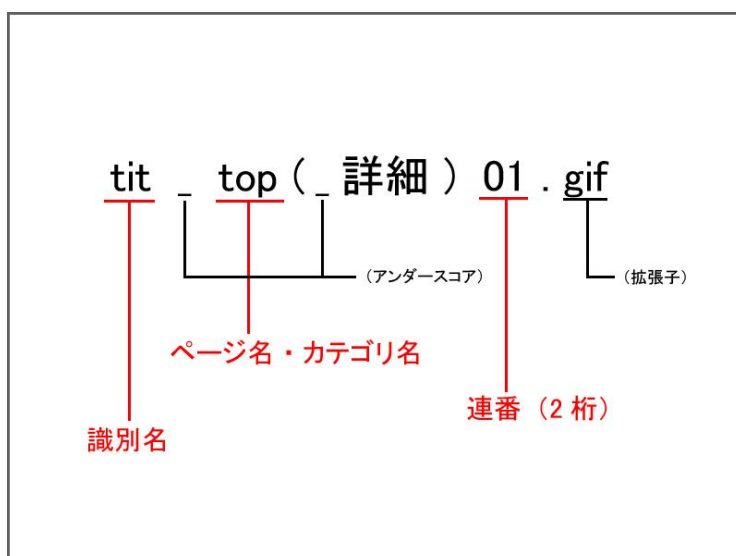 tit _ top ( _ 詳細 ) 01 . gif
(アンダースコア)
(拡張子)
ページ名・カテゴリ名
連番(2桁)
識別名